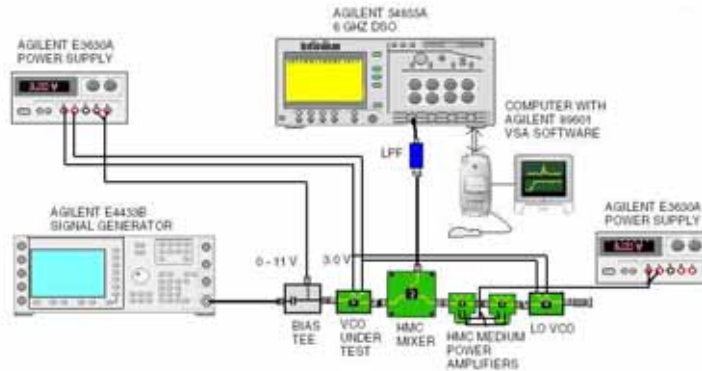 AGILENT 54855A
6 GHZ DSO
AGILENT E3630A
POWER SUPPLY
Infiniium
COMPUTER WITH
AGILENT 89601
VSA SOFTWARE
LPF
AGILENT E3630A
POWER SUPPLY
AGILENT E4433B
SIGNAL GENERATOR
0 - 11 V
3.0 V
BIAS
TEE
VCO
UNDER
TEST
HMC
MIXER
HMC MEDIUM
POWER
AMPLIFIERS
LO VCO